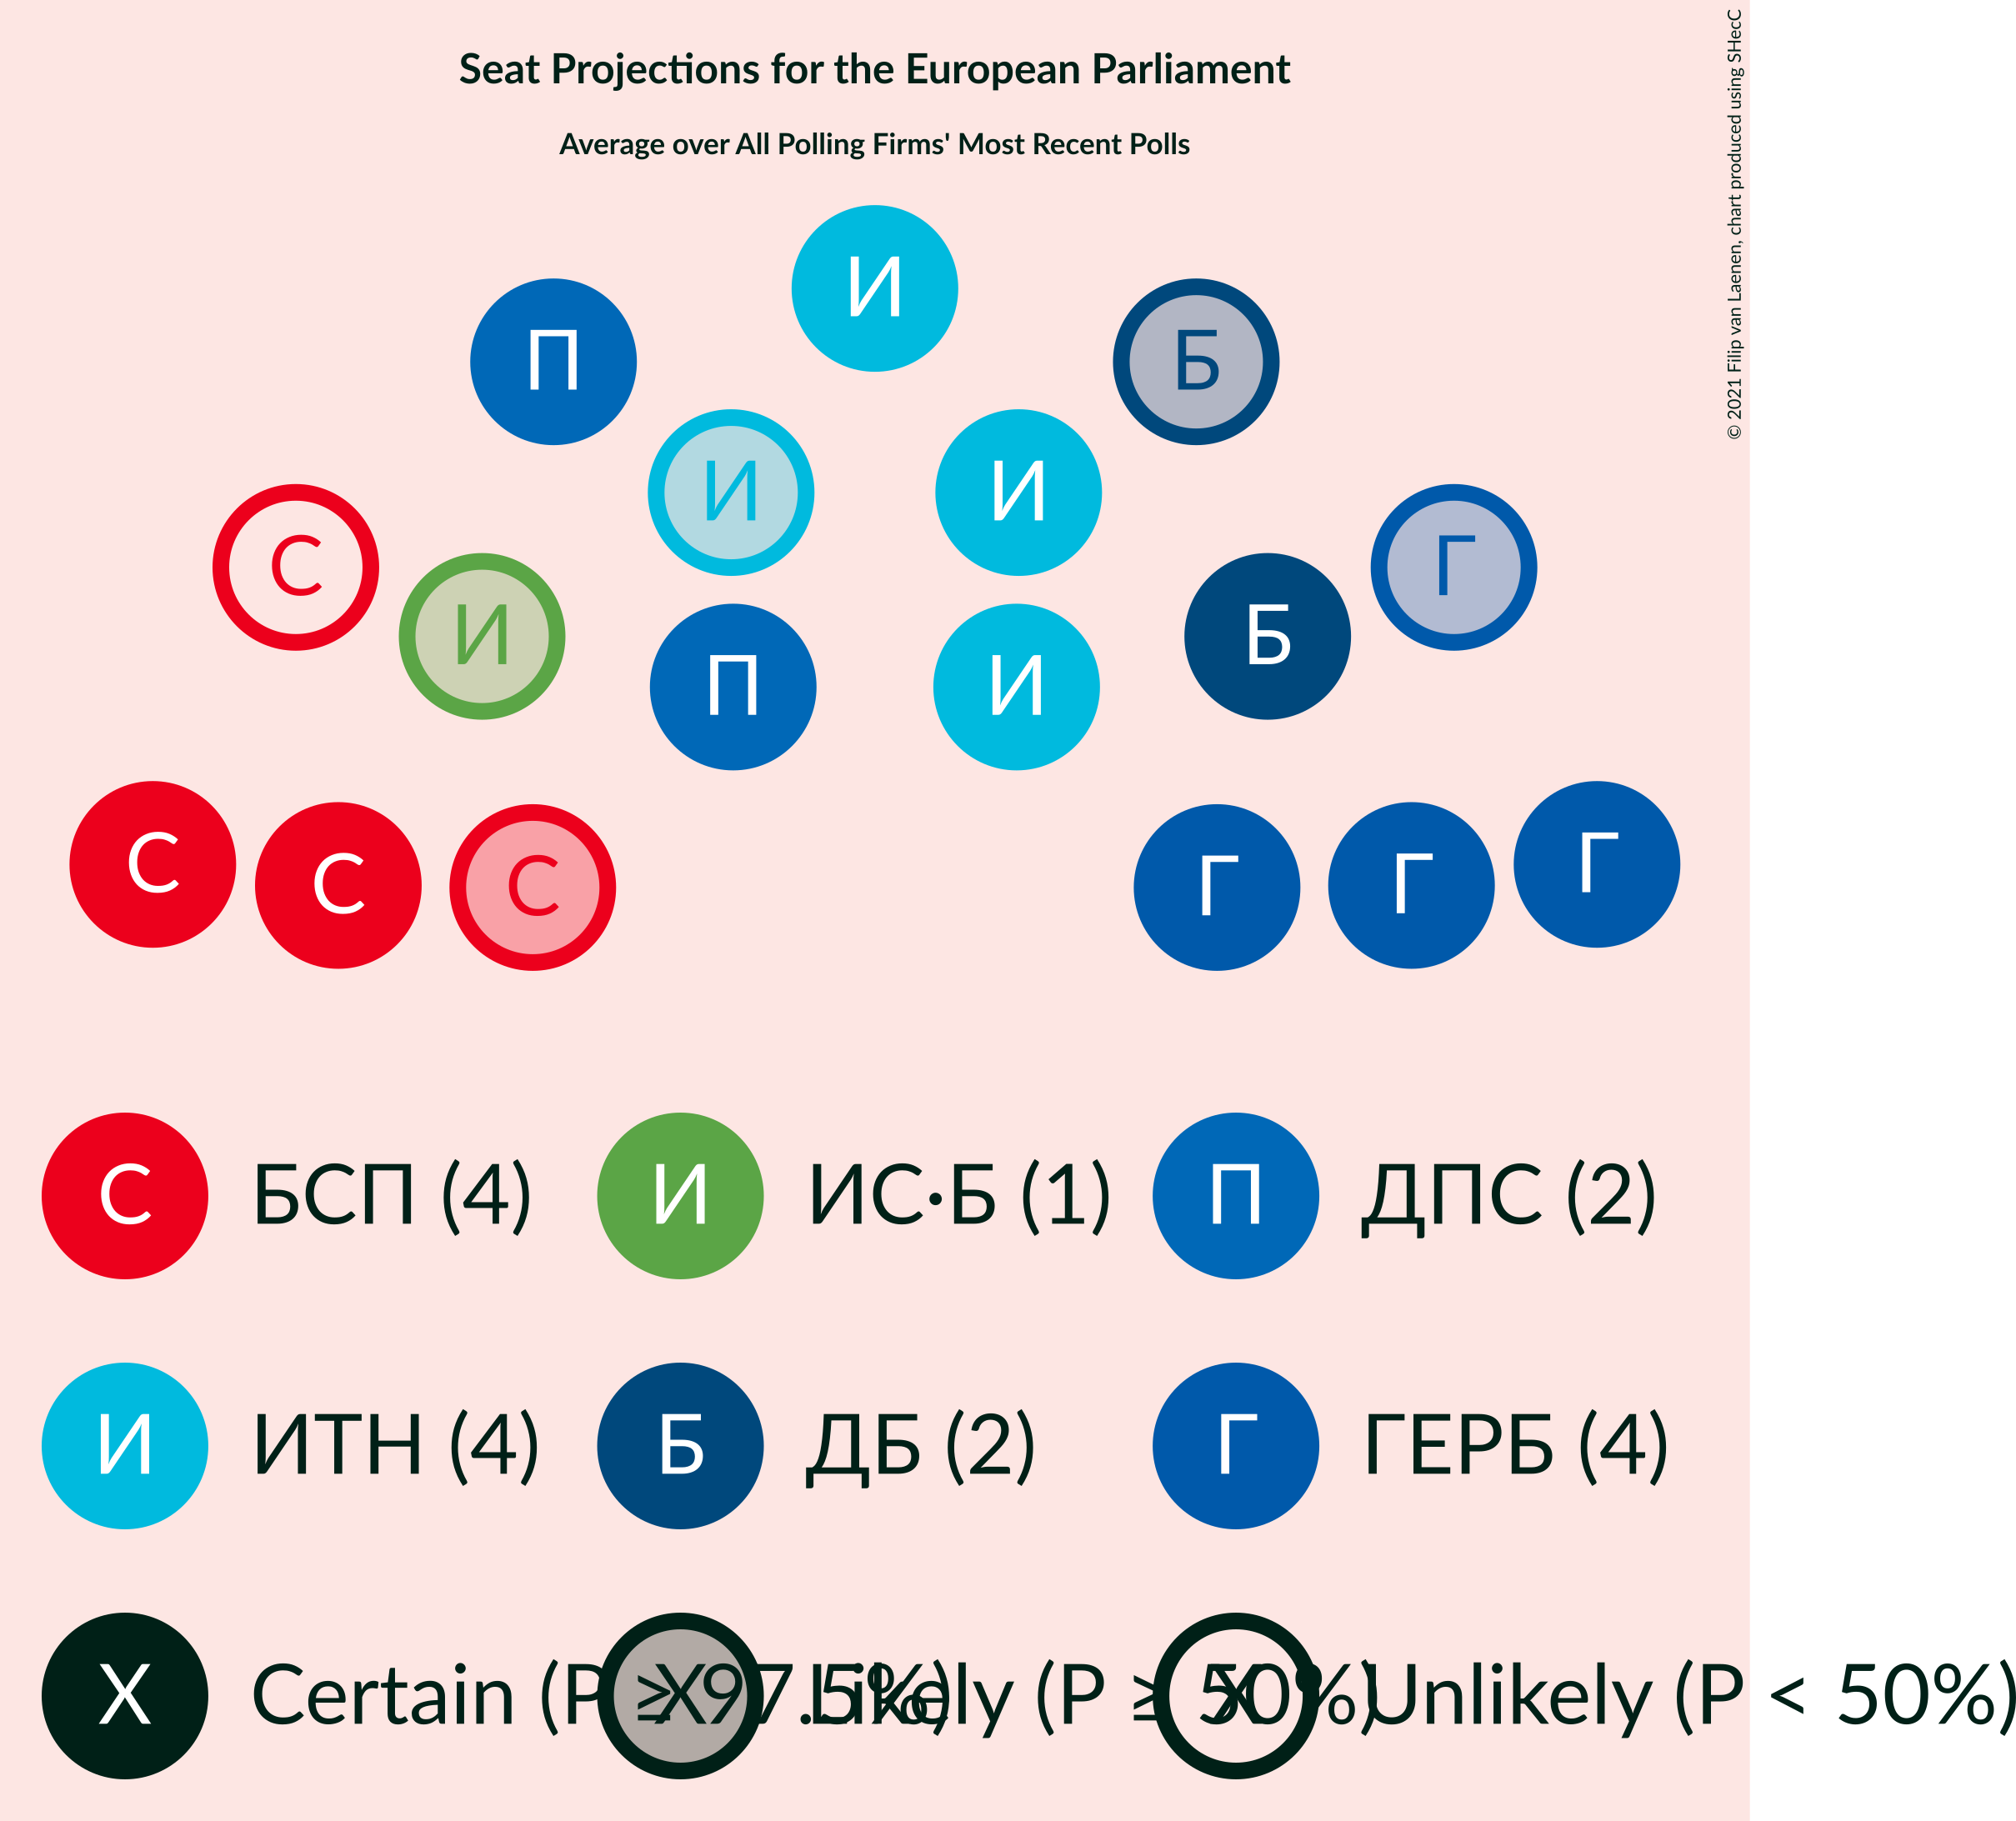 Seat Projections for the European Parliament
Average over All Polling Firms' Most Recent Polls
© 2021 Filip van Laenen, chart produced using SHecC
И
П
Б
И
И
С
Г
И
Б
П
И
С
С
С
Г
Г
Г
С БСП (4)
И ИС·Б (1)
П ДПС (2)
И ИТН (4)
Б ДБ (2)
Г ГЕРБ (4)
X Certain (P ≥ 97.5%)
X Likely (P ≥ 50%)
X Unlikely (P < 50%)